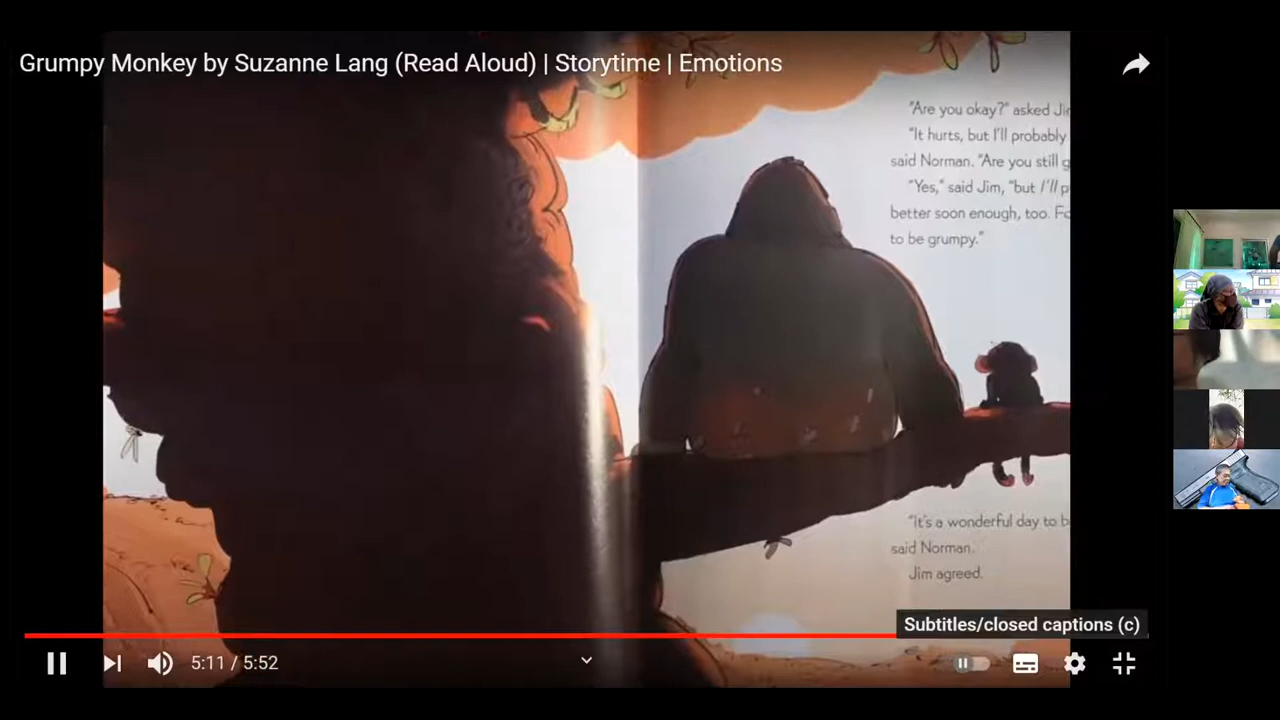 Grumpy Monkey by Suzanne Lang (Read Aloud) | Storytime | Emotions
"Are you okay?" asked
"It hurts, but I'll probably
said Norman. "Are you still
"Yes," said Jim, "but I'll
better soon enough, too.
to be grumpy."
"It's a wonderful day to
said Norman.
Jim agreed.
Subtitles/closed captions (c)
5:11 / 5:52